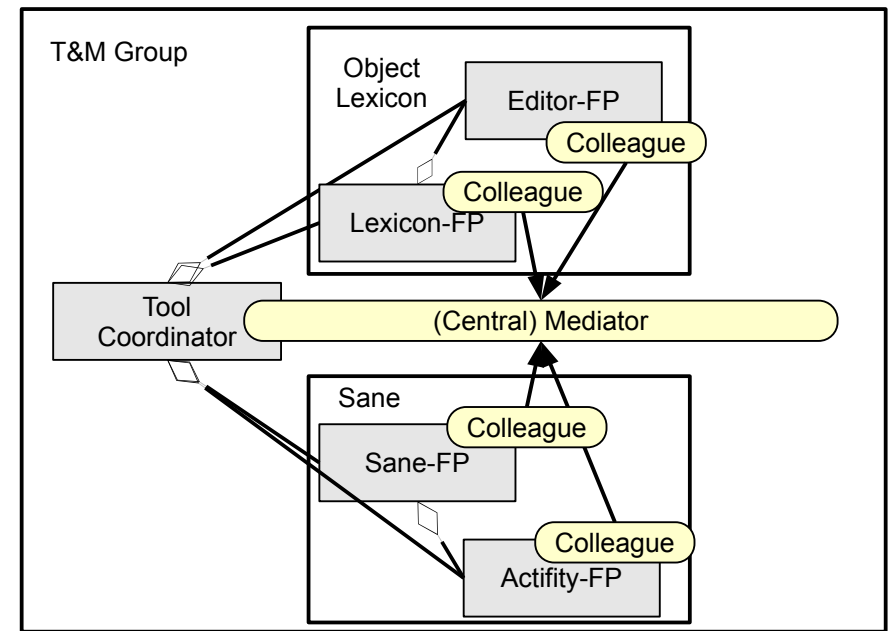 T&M Group
Object
Lexicon
Editor-FP
Colleague
Colleague
Lexicon-FP
Tool
Coordinator
(Central) Mediator
Sane
Colleague
Sane-FP
Colleague
Actifity-FP